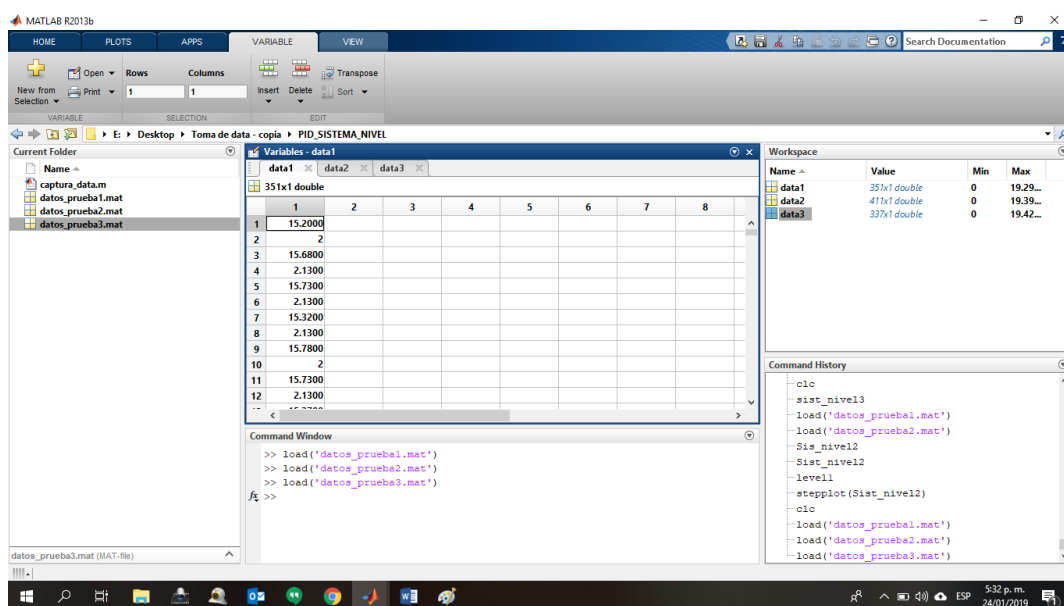 MATLAB R2013b
HOME PLOTS APPS VARIABLE VIEW Search Documentation
New from Selection Open Print Rows Columns 1 1 Insert Delete Transpose Sort
VARIABLE SELECTION EDIT
E: Desktop Toma de data - copia PID_SISTEMA_NIVEL
Current Folder
Name
captura_data.m
datos_prueba1.mat
datos_prueba2.mat
datos_prueba3.mat
datos_prueba3.mat (MAT-file)
Variables - data1
data1 data2 data3
351x1 double
1 2 3 4 5 6 7 8
1 15.2000
2 2
3 15.6800
4 2.1300
5 15.7300
6 2.1300
7 15.3200
8 2.1300
9 15.7800
10 2
11 15.7300
12 2.1300
Command Window
>> load('datos_prueba1.mat')
>> load('datos_prueba2.mat')
>> load('datos_prueba3.mat')
fx >>
Workspace
Name Value Min Max
data1 351x1 double 0 19.29...
data2 411x1 double 0 19.39...
data3 337x1 double 0 19.42...
Command History
clc
sist_nivel3
load('datos_prueba1.mat')
load('datos_prueba2.mat')
Sis_nivel2
Sist_nivel2
level1
stepplot(Sist_nivel2)
clc
load('datos_prueba1.mat')
load('datos_prueba2.mat')
load('datos_prueba3.mat')
ESP
5:32 p. m.
24/01/2019